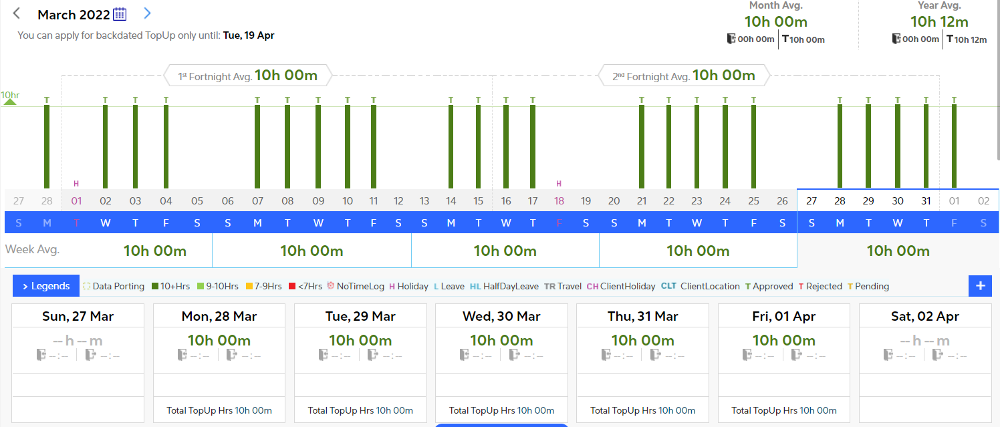 March 2022
You can apply for backdated TopUp only until: Tue, 19 Apr
Month Avg.
10h 00m
00h 00m T 10h 00m
Year Avg.
10h 12m
00h 00m T 10h 12m
1st Fortnight Avg. 10h 00m
2nd Fortnight Avg. 10h 00m
10hr
T T T T T T T T T T T T T T T T T T T T T T T
H H
27 28 01 02 03 04 05 06 07 08 09 10 11 12 13 14 15 16 17 18 19 20 21 22 23 24 25 26 27 28 29 30 31 01 02
S M T W T F S S M T W T F S S M T W T F S S M T W T F S S M T W T F S
Week Avg. 10h 00m 10h 00m 10h 00m 10h 00m 10h 00m
> Legends Data Porting 10+Hrs 9-10Hrs 7-9Hrs <7Hrs NoTimeLog H Holiday L Leave HL HalfDayLeave TR Travel CH ClientHoliday CLT ClientLocation T Approved T Rejected T Pending +
Sun, 27 Mar Mon, 28 Mar Tue, 29 Mar Wed, 30 Mar Thu, 31 Mar Fri, 01 Apr Sat, 02 Apr
--h--m 10h 00m 10h 00m 10h 00m 10h 00m 10h 00m --h--m
--:-- --:-- --:-- --:-- --:-- --:-- --:-- --:-- --:-- --:-- --:-- --:-- --:-- --:--
Total TopUp Hrs 10h 00m Total TopUp Hrs 10h 00m Total TopUp Hrs 10h 00m Total TopUp Hrs 10h 00m Total TopUp Hrs 10h 00m